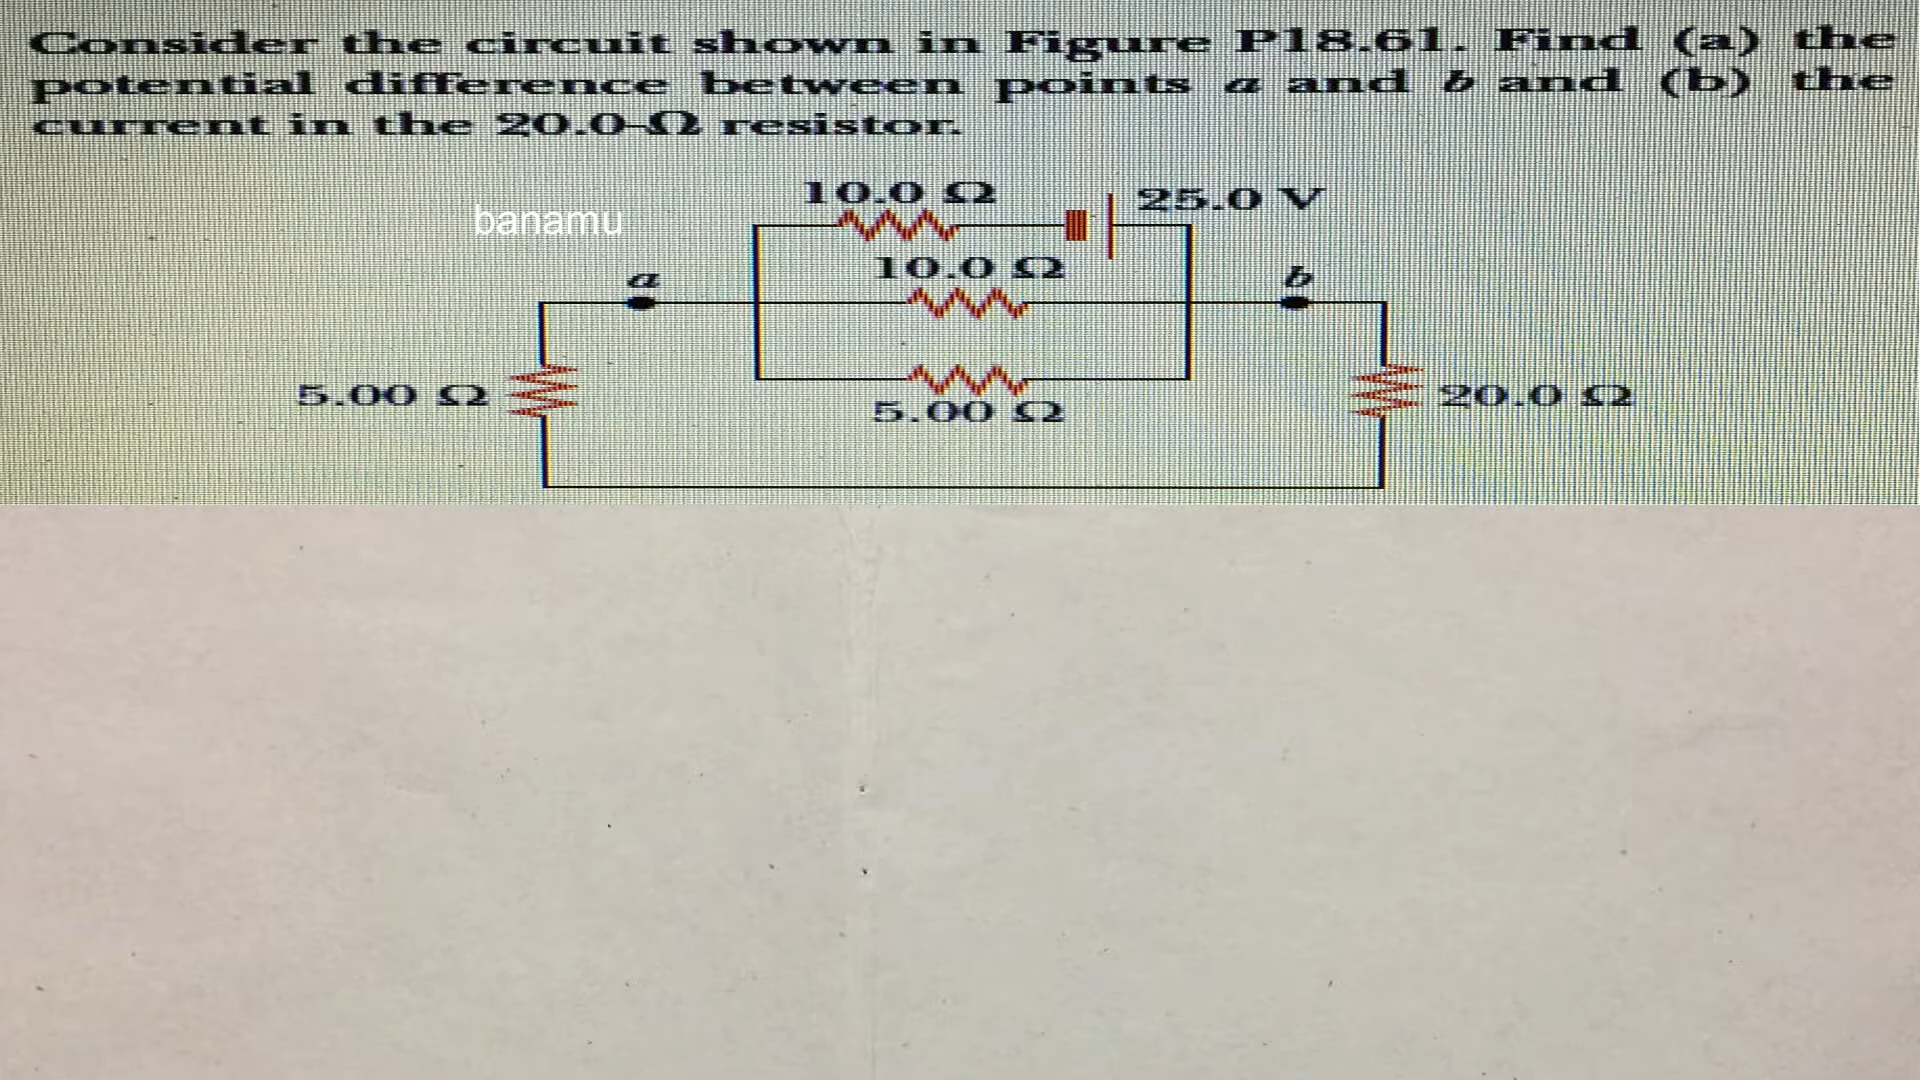 Consider the circuit shown in Figure P18.61. Find (a) the
potential difference between points a and b and (b) the
current in the 20.0-Ω resistor.
10.0 Ω
25.0 V
banamu
10.0 Ω
a
b
5.00 Ω
20.0 Ω
5.00 Ω